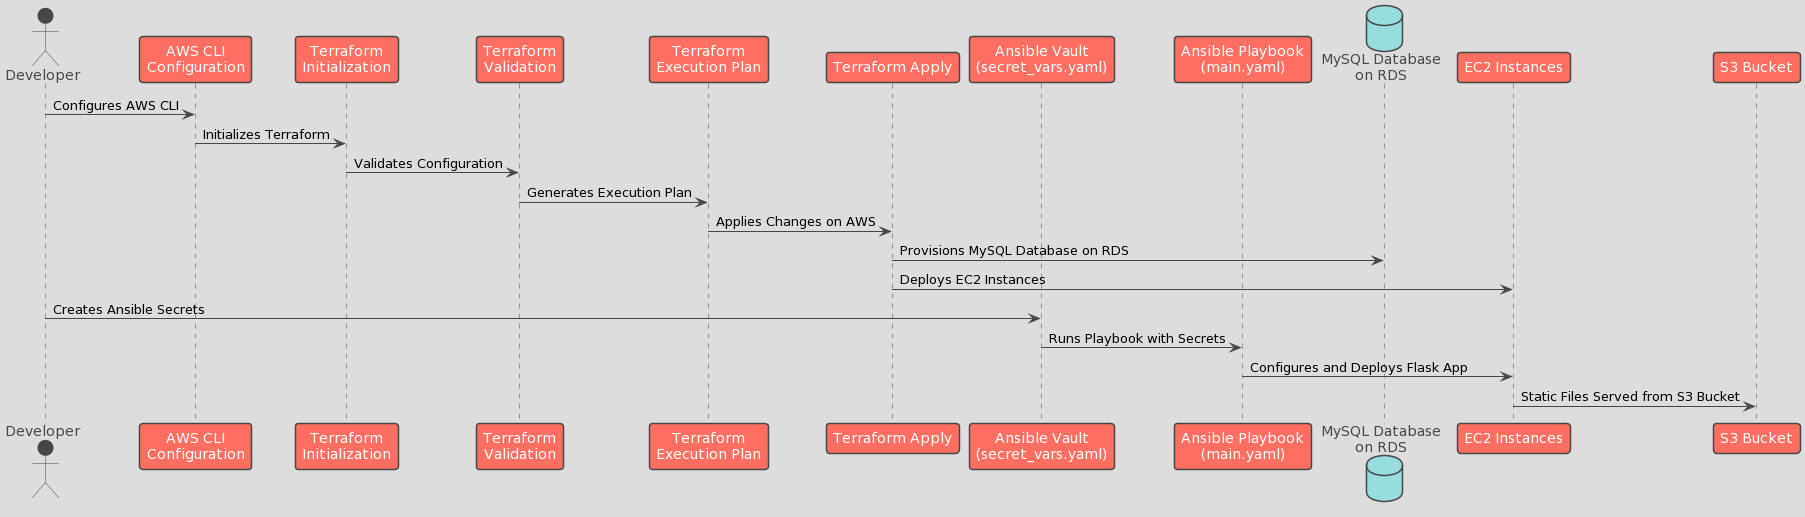 Developer
AWS CLI
Configuration
Terraform
Initialization
Terraform
Validation
Terraform
Execution Plan
Terraform Apply
Ansible Vault
(secret_vars.yaml)
Ansible Playbook
(main.yaml)
MySQL Database
on RDS
EC2 Instances
S3 Bucket
Configures AWS CLI
Initializes Terraform
Validates Configuration
Generates Execution Plan
Applies Changes on AWS
Provisions MySQL Database on RDS
Deploys EC2 Instances
Creates Ansible Secrets
Runs Playbook with Secrets
Configures and Deploys Flask App
Static Files Served from S3 Bucket
Developer
AWS CLI
Configuration
Terraform
Initialization
Terraform
Validation
Terraform
Execution Plan
Terraform Apply
Ansible Vault
(secret_vars.yaml)
Ansible Playbook
(main.yaml)
MySQL Database
on RDS
EC2 Instances
S3 Bucket